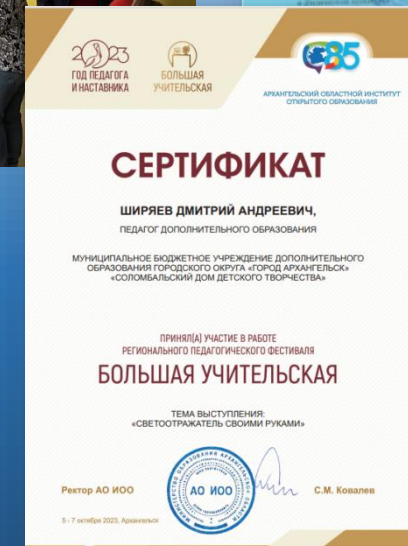 2023
ГОД ПЕДАГОГА
И НАСТАВНИКА
БОЛЬШАЯ
УЧИТЕЛЬСКАЯ
85
АРХАНГЕЛЬСКИЙ ОБЛАСТНОЙ ИНСТИТУТ
ОТКРЫТОГО ОБРАЗОВАНИЯ
СЕРТИФИКАТ
ШИРЯЕВ ДМИТРИЙ АНДРЕЕВИЧ,
ПЕДАГОГ ДОПОЛНИТЕЛЬНОГО ОБРАЗОВАНИЯ
МУНИЦИПАЛЬНОЕ БЮДЖЕТНОЕ УЧРЕЖДЕНИЕ ДОПОЛНИТЕЛЬНОГО
ОБРАЗОВАНИЯ ГОРОДСКОГО ОКРУГА «ГОРОД АРХАНГЕЛЬСК»
«СОЛОМБАЛЬСКИЙ ДОМ ДЕТСКОГО ТВОРЧЕСТВА»
ПРИНЯЛ(А) УЧАСТИЕ В РАБОТЕ
РЕГИОНАЛЬНОГО ПЕДАГОГИЧЕСКОГО ФЕСТИВАЛЯ
БОЛЬШАЯ УЧИТЕЛЬСКАЯ
ТЕМА ВЫСТУПЛЕНИЯ:
«СВЕТООТРАЖАТЕЛЬ СВОИМИ РУКАМИ»
Ректор АО ИОО
АО ИОО
С.М. Ковалев
5 - 7 октября 2023, Архангельск